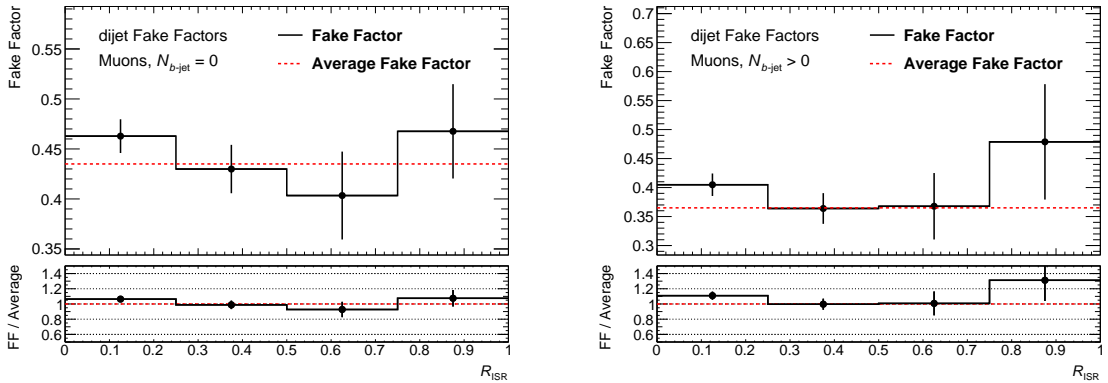 Fake Factor
0.55
0.5
0.45
0.4
0.35
dijet Fake Factors
Muons, N_b-jet = 0
Fake Factor
Average Fake Factor
FF / Average
1.4
1.2
1
0.8
0.6
0 0.1 0.2 0.3 0.4 0.5 0.6 0.7 0.8 0.9 1
R_ISR
Fake Factor
0.7
0.65
0.6
0.55
0.5
0.45
0.4
0.35
0.3
dijet Fake Factors
Muons, N_b-jet > 0
Fake Factor
Average Fake Factor
FF / Average
1.4
1.2
1
0.8
0.6
0 0.1 0.2 0.3 0.4 0.5 0.6 0.7 0.8 0.9 1
R_ISR